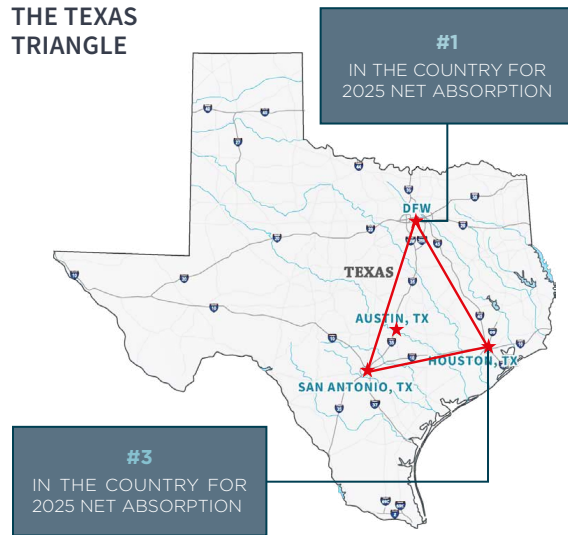 THE TEXAS
TRIANGLE
#1
IN THE COUNTRY FOR
2025 NET ABSORPTION
DFW
TEXAS
AUSTIN, TX
HOUSTON, TX
SAN ANTONIO, TX
#3
IN THE COUNTRY FOR
2025 NET ABSORPTION